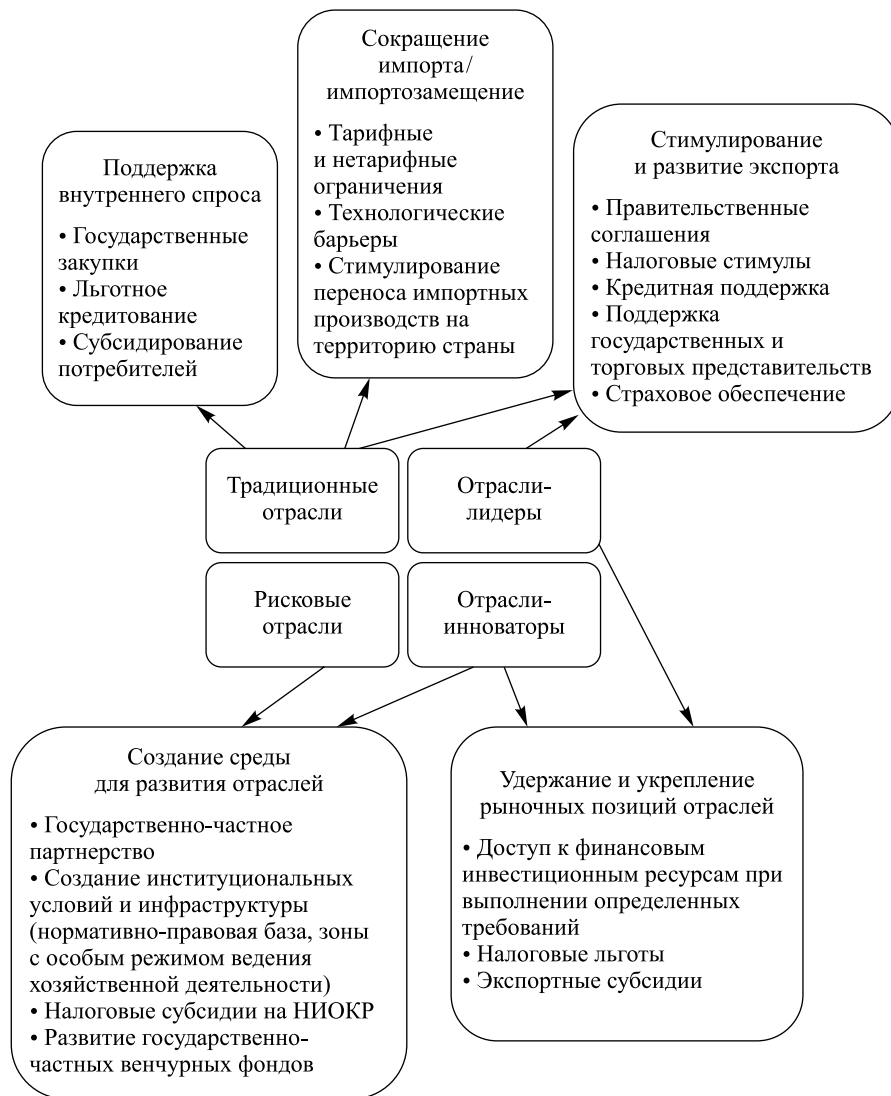 Сокращение
импорта/
импортозамещение
• Тарифные
и нетарифные
ограничения
• Технологические
барьеры
• Стимулирование
переноса импортных
производств на
территорию страны
Поддержка
внутреннего спроса
• Государственные
закупки
• Льготное
кредитование
• Субсидирование
потребителей
Стимулирование
и развитие экспорта
• Правительственные
соглашения
• Налоговые стимулы
• Кредитная поддержка
• Поддержка
государственных и
торговых представительств
• Страховое обеспечение
Традиционные
отрасли
Отрасли-
лидеры
Рисковые
отрасли
Отрасли-
инноваторы
Создание среды
для развития отраслей
• Государственно-частное
партнерство
• Создание институциональных
условий и инфраструктуры
(нормативно-правовая база, зоны
с особым режимом ведения
хозяйственной деятельности)
• Налоговые субсидии на НИОКР
• Развитие государственно-
частных венчурных фондов
Удержание и укрепление
рыночных позиций отраслей
• Доступ к финансовым
инвестиционным ресурсам при
выполнении определенных
требований
• Налоговые льготы
• Экспортные субсидии